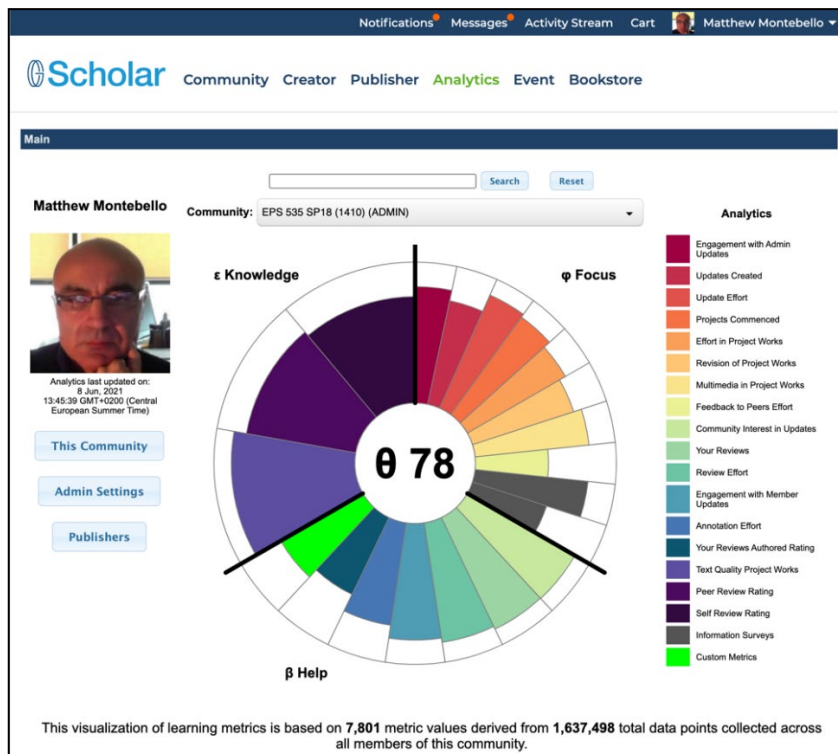 Notifications Messages Activity Stream Cart Matthew Montebello
Scholar Community Creator Publisher Analytics Event Bookstore
Main
Search Reset
Matthew Montebello
Community: EPS 535 SP18 (1410) (ADMIN)
Analytics last updated on:
8 Jun, 2021
13:45:39 GMT+0200 (Central
European Summer Time)
This Community
Admin Settings
Publishers
ε Knowledge
φ Focus
θ 78
β Help
Analytics
Engagement with Admin
Updates
Updates Created
Update Effort
Projects Commenced
Effort in Project Works
Revision of Project Works
Multimedia in Project Works
Feedback to Peers Effort
Community Interest in Updates
Your Reviews
Review Effort
Engagement with Member
Updates
Annotation Effort
Your Reviews Authored Rating
Text Quality Project Works
Peer Review Rating
Self Review Rating
Information Surveys
Custom Metrics
This visualization of learning metrics is based on 7,801 metric values derived from 1,637,498 total data points collected across
all members of this community.